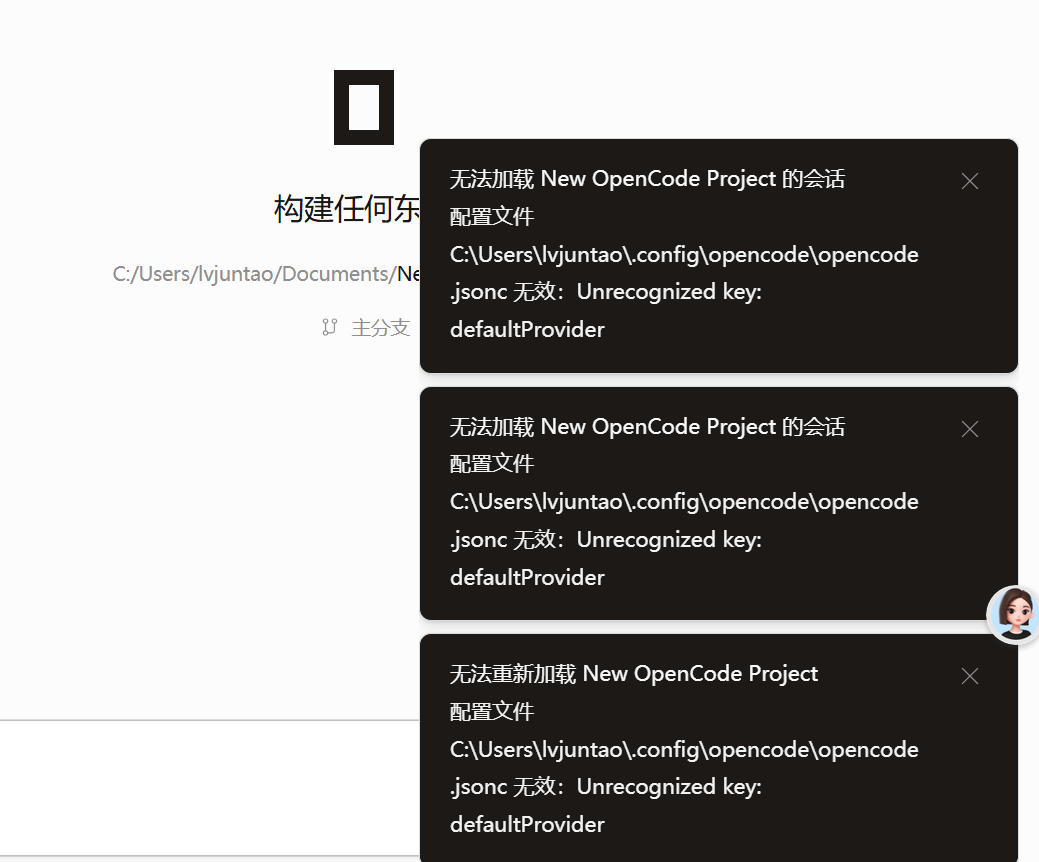 构建任何东
C:/Users/lvjuntao/Documents/Ne
主分支
无法加载 New OpenCode Project 的会话
配置文件
C:\Users\lvjuntao\.config\opencode\opencode
.jsonc 无效：Unrecognized key:
defaultProvider
无法加载 New OpenCode Project 的会话
配置文件
C:\Users\lvjuntao\.config\opencode\opencode
.jsonc 无效：Unrecognized key:
defaultProvider
无法重新加载 New OpenCode Project
配置文件
C:\Users\lvjuntao\.config\opencode\opencode
.jsonc 无效：Unrecognized key:
defaultProvider